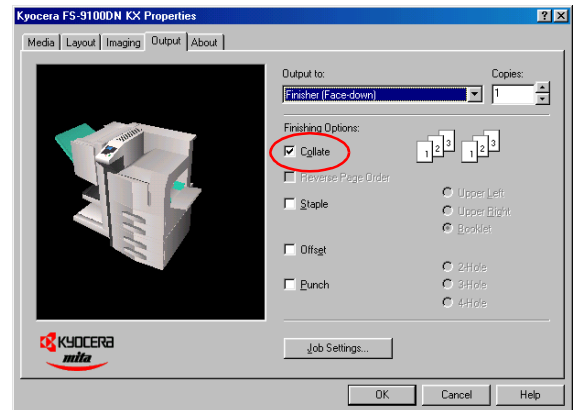 Kyocera FS-9100DN KX Properties
Media Layout Imaging Output About
Output to: Copies:
Finisher (Face-down) 1
Finishing Options:
Collate
1 2 3 1 2 3
Reverse Page Order
Staple
Upper Left
Upper Right
Booklet
Offset
Punch
2-Hole
3-Hole
4-Hole
KYOCERA
mita
Job Settings...
OK Cancel Help